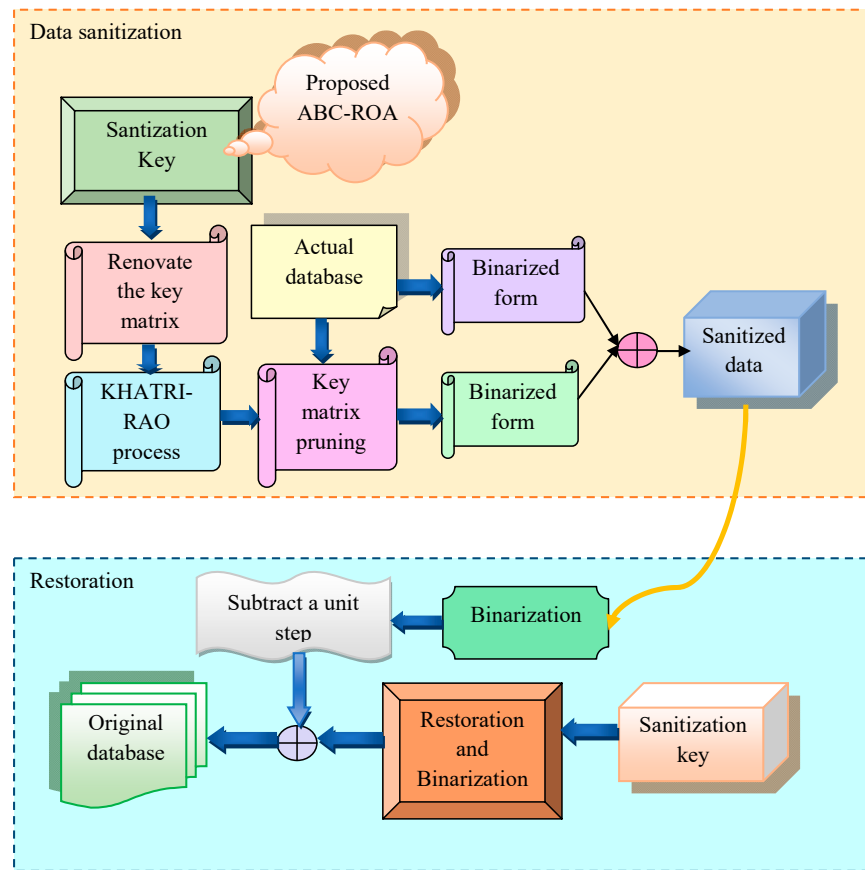 Data sanitization
Proposed
ABC-ROA
Santization
Key
Renovate
the key
matrix
Actual
database
Binarized
form
Sanitized
data
KHATRI-
RAO
process
Key
matrix
pruning
Binarized
form
Restoration
Subtract a unit
step
Binarization
Original
database
Restoration
and
Binarization
Sanitization
key